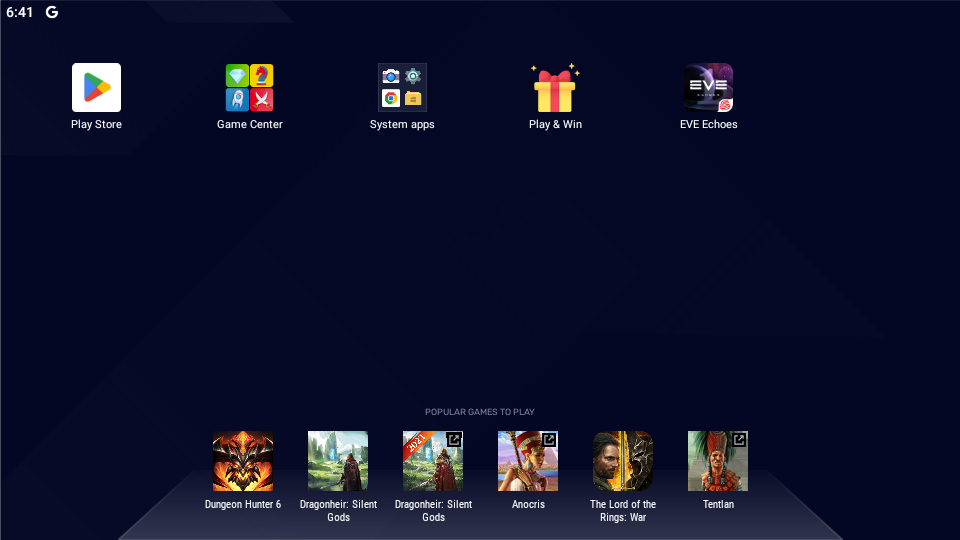 6:41 G
Play Store
Game Center
System apps
Play & Win
EVE
EVE Echoes
POPULAR GAMES TO PLAY
2021
Dungeon Hunter 6
Dragonheir: Silent
Gods
Dragonheir: Silent
Gods
Anocris
The Lord of the
Rings: War
Tentlan